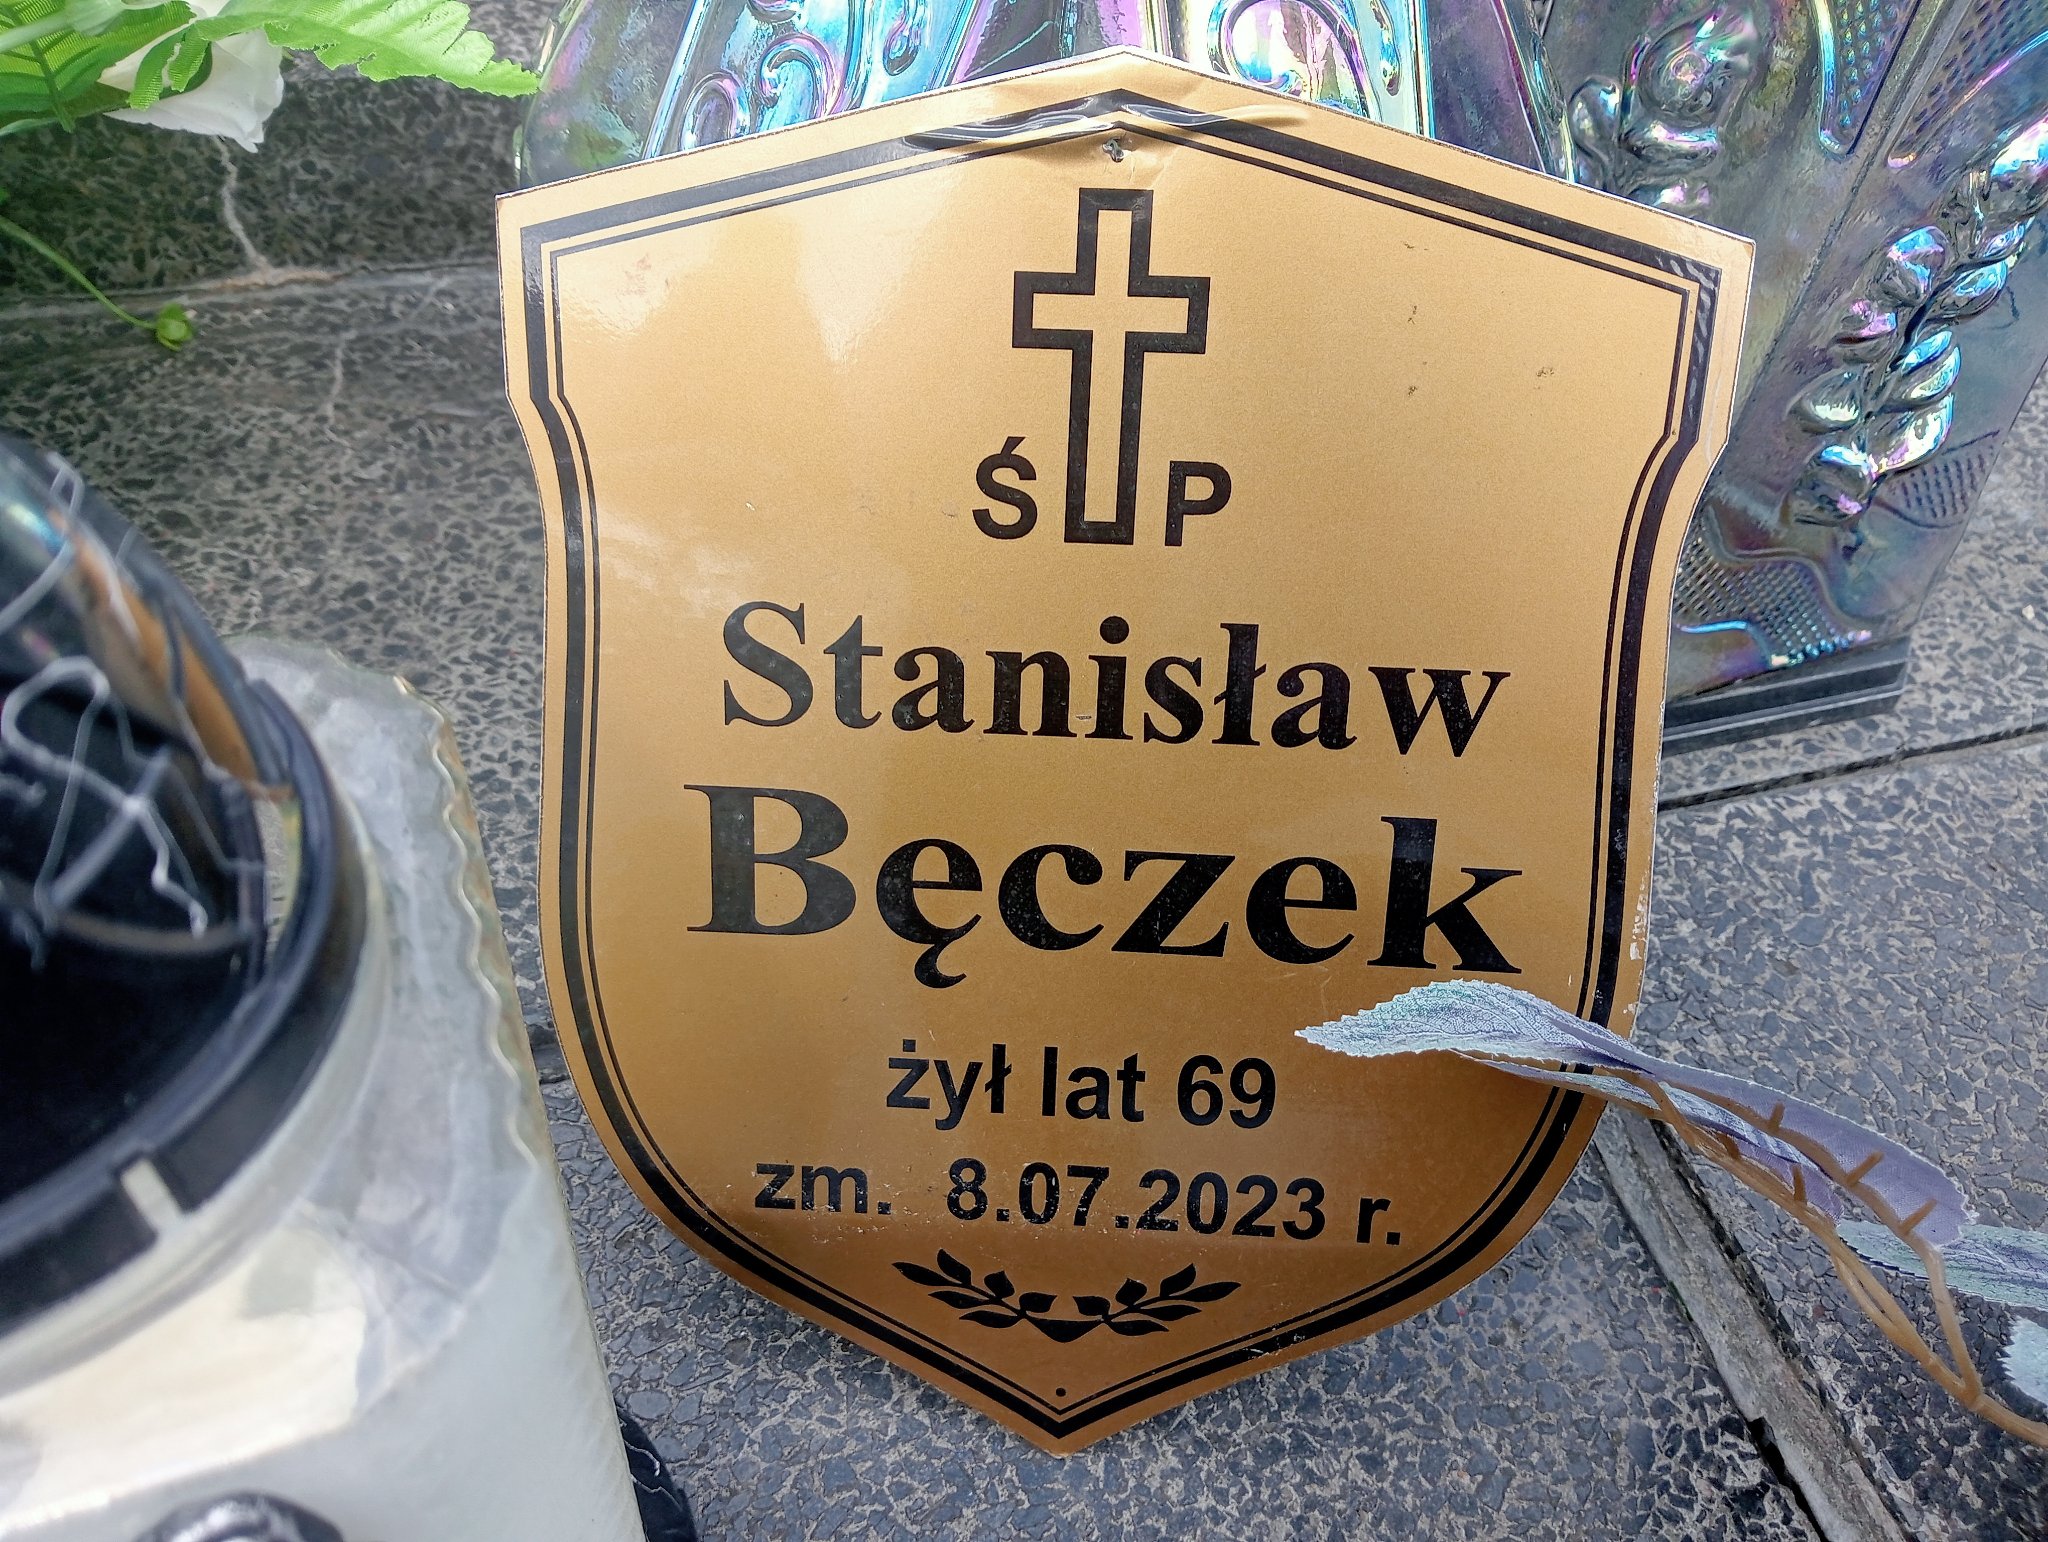 Ś P
Stanisław
Bęczek
żył lat 69
zm. 8.07.2023 r.